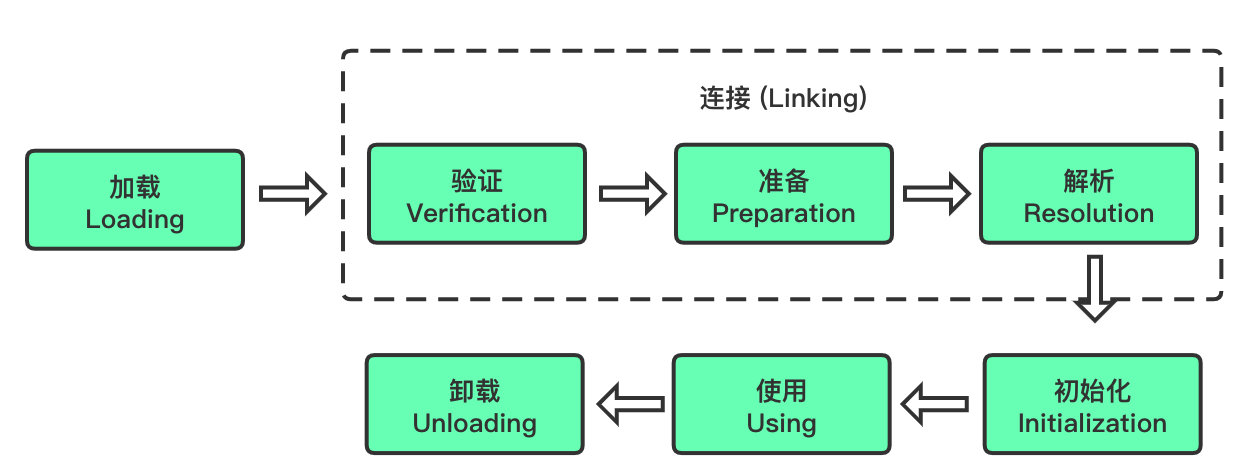 连接 (Linking)
加载
Loading
验证
Verification
准备
Preparation
解析
Resolution
初始化
Initialization
使用
Using
卸载
Unloading